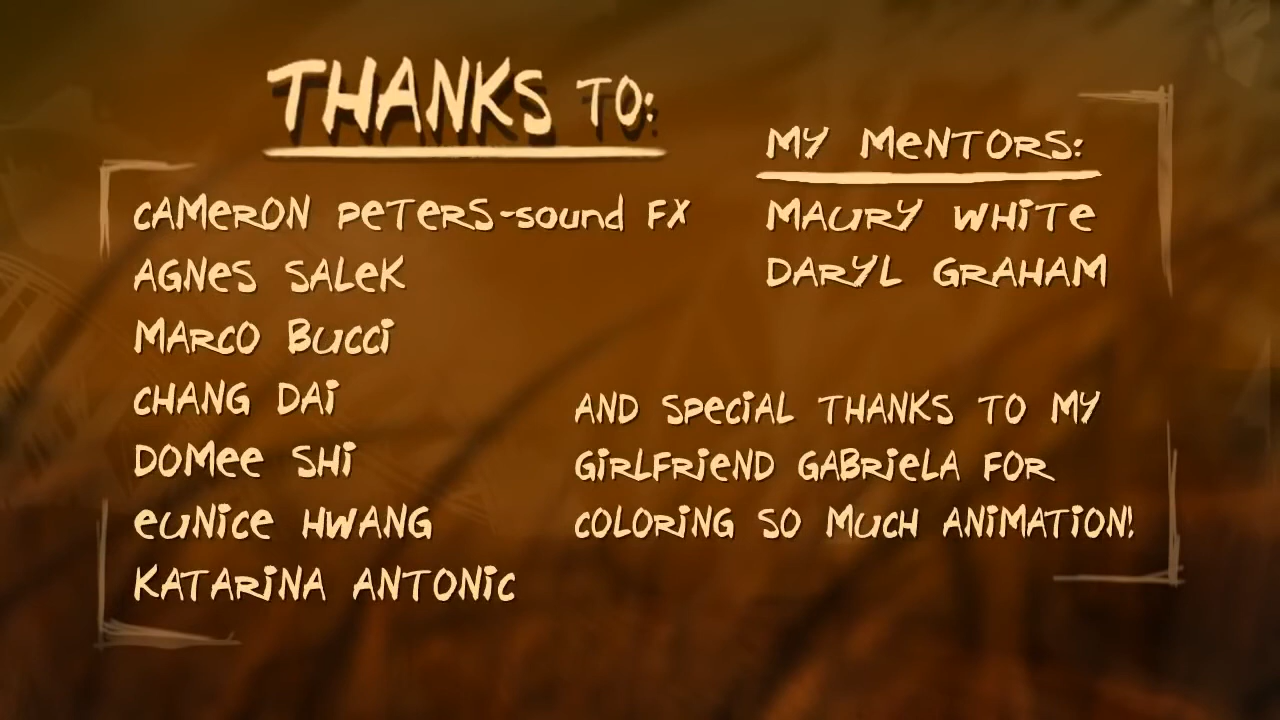 THANKS TO:
CAMERON PETERS-SOUND FX
AGNES SALEK
MARCO BUCCI
CHANG DAI
DOMEE SHI
EUNICE HWANG
KATARINA ANTONIC
MY MENTORS:
MAURY WHITE
DARYL GRAHAM
AND SPECIAL THANKS TO MY
GIRLFRIEND GABRIELA FOR
COLORING SO MUCH ANIMATION!